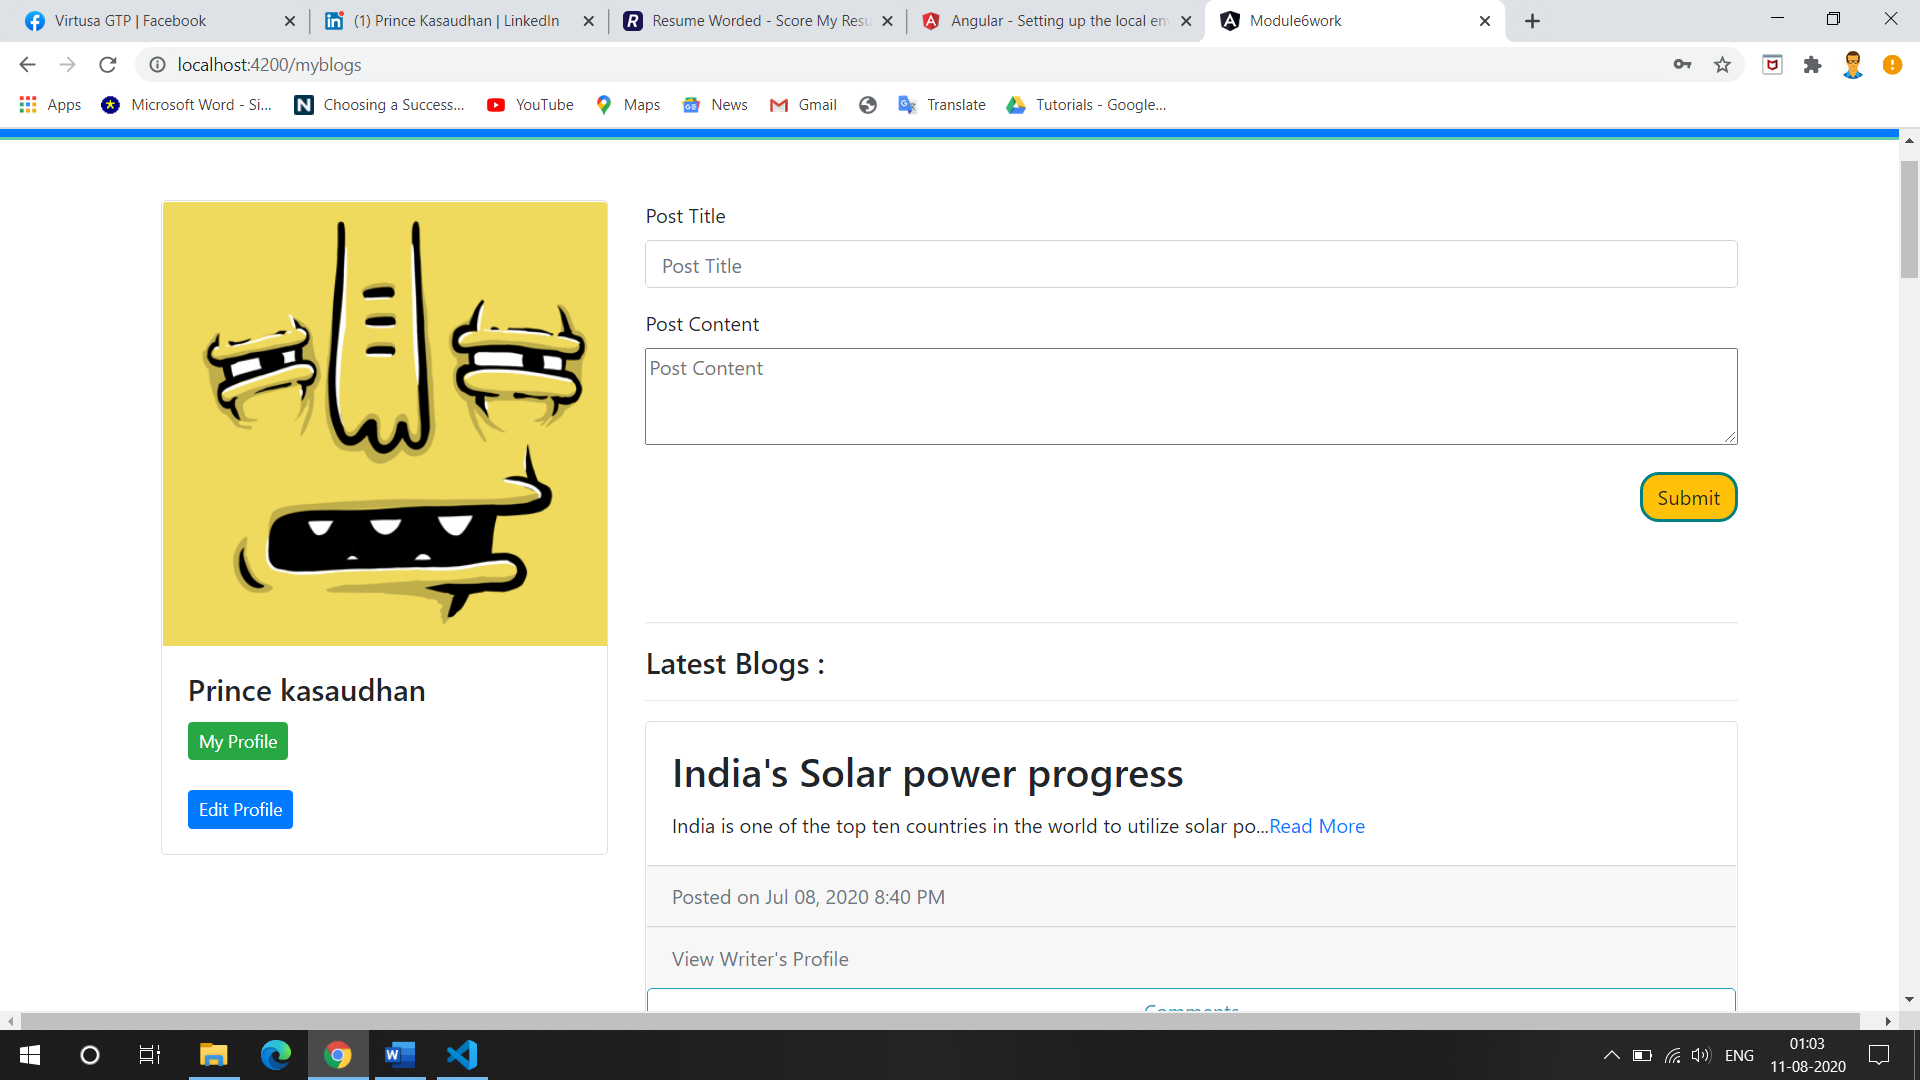 Virtusa GTP | Facebook
(1) Prince Kasaudhan | LinkedIn
Resume Worded - Score My Resu
Angular - Setting up the local en
Module6work
localhost:4200/myblogs
Apps
Microsoft Word - Si...
Choosing a Success...
YouTube
Maps
News
Gmail
Translate
Tutorials - Google...
Post Title
Post Title
Post Content
Post Content
Submit
Latest Blogs :
Prince kasaudhan
My Profile
Edit Profile
India's Solar power progress
India is one of the top ten countries in the world to utilize solar po...Read More
Posted on Jul 08, 2020 8:40 PM
View Writer's Profile
Comments
ENG
01:03
11-08-2020